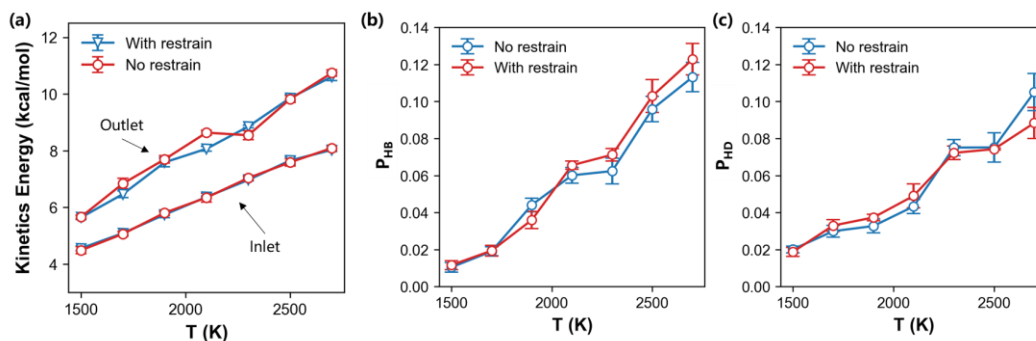 (a)
With restrain
No restrain
Outlet
Inlet
Kinetics Energy (kcal/mol)
12
10
8
6
4
1500
2000
2500
T (K)
(b)
No restrain
With restrain
P_HB
0.14
0.12
0.10
0.08
0.06
0.04
0.02
0.00
1500
2000
2500
T (K)
(c)
No restrain
With restrain
P_HD
0.14
0.12
0.10
0.08
0.06
0.04
0.02
0.00
1500
2000
2500
T (K)